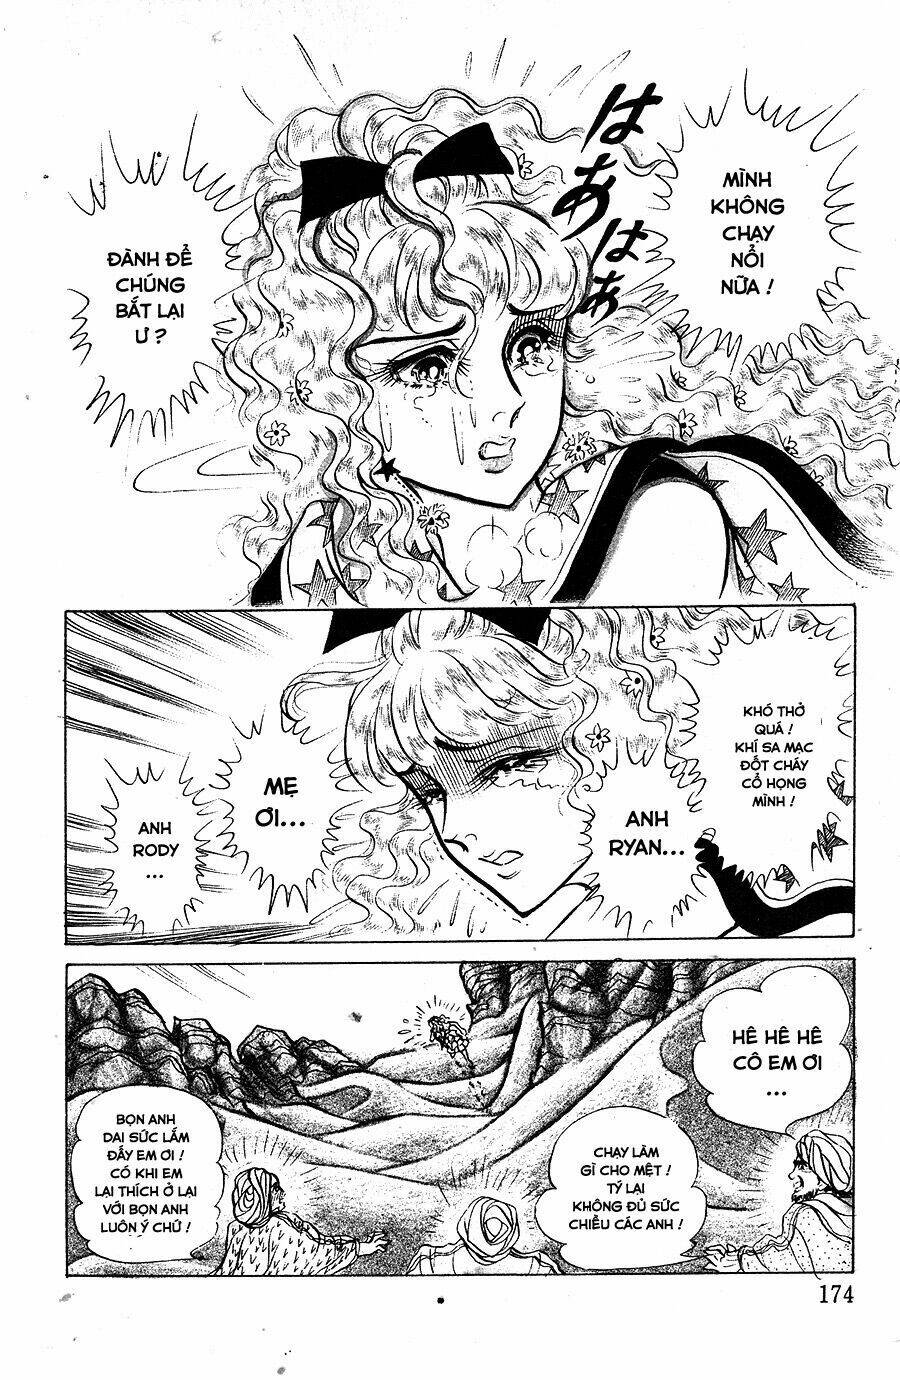 MÌNH
KHÔNG
CHẠY
NỔI
NỮA !
はあ
はあ
ĐÀNH ĐỂ
CHÚNG
BẮT LẠI
Ư ?
KHÓ THỞ
QUÁ !
KHÍ SA MẠC
ĐỐT CHÁY
CỔ HỌNG
MÌNH !
ANH
RYAN...
MẸ
ƠI...
ANH
RODY
...
HÊ HÊ HÊ
CÔ EM ƠI
...
CHẠY LÀM
GÌ CHO MỆT !
TÝ LẠI
KHÔNG ĐỦ SỨC
CHIỀU CÁC ANH !
BỌN ANH
DAI SỨC LẮM
ĐẤY EM ƠI !
CÓ KHI EM
LẠI THÍCH Ở LẠI
VỚI BỌN ANH
LUÔN Ý CHỨ !
174